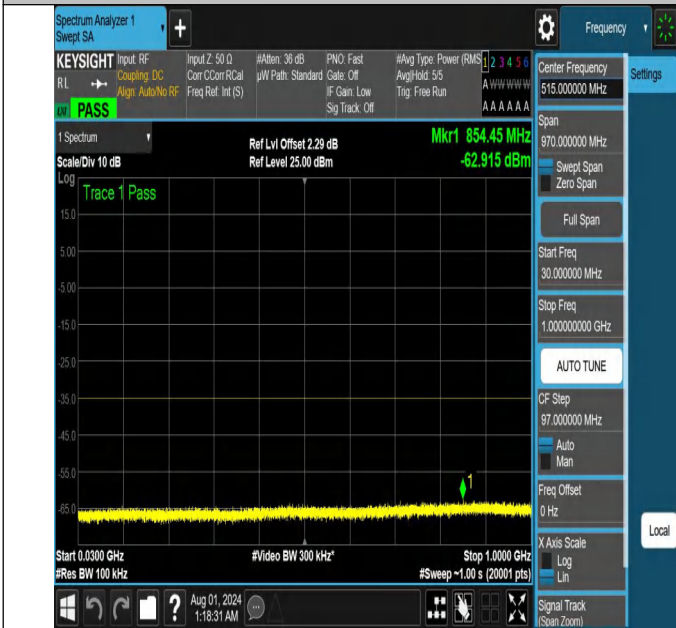 Spectrum Analyzer 1
Swept SA
+
Frequency
KEYSIGHT
RL
Input: RF
Coupling: DC
Align: Auto/No RF
Input Z: 50 Ω
Corr CCorr RCal
Freq Ref: Int (S)
#Atten: 36 dB
µW Path: Standard
PNO: Fast
Gate: Off
IF Gain: Low
Sig Track: Off
#Avg Type: Power (RMS
Avg|Hold: 5/5
Trig: Free Run
1 2 3 4 5 6
A W W W W W
A A A A A A
PASS
1 Spectrum
Scale/Div 10 dB
Ref Lvl Offset 2.29 dB
Ref Level 25.00 dBm
Mkr1 854.45 MHz
-62.915 dBm
Log
Trace 1 Pass
15.0
5.00
-5.00
-15.0
-25.0
-35.0
-45.0
-55.0
-65.0
1
Start 0.0300 GHz
#Res BW 100 kHz
#Video BW 300 kHz*
Stop 1.0000 GHz
#Sweep ~1.00 s (20001 pts)
?
Aug 01, 2024
1:18:31 AM
Center Frequency
515.000000 MHz
Settings
Span
970.000000 MHz
Swept Span
Zero Span
Full Span
Start Freq
30.000000 MHz
Stop Freq
1.000000000 GHz
AUTO TUNE
CF Step
97.000000 MHz
Auto
Man
Freq Offset
0 Hz
X Axis Scale
Log
Lin
Local
Signal Track
(Span Zoom)